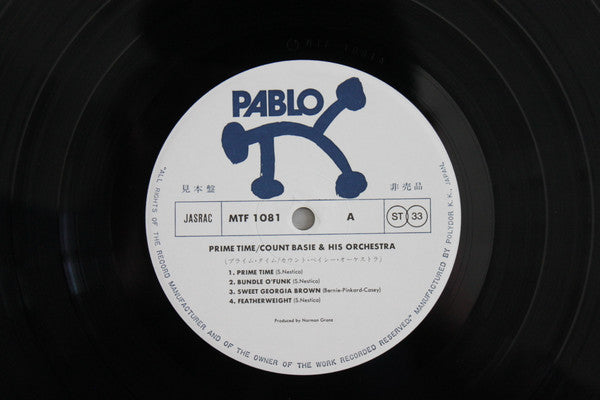 PABLO
見本盤
非売品
JASRAC
MTF 1081
A
ST 33
PRIME TIME/COUNT BASIE & HIS ORCHESTRA
(プライム・タイム/カウント・ベイシー・オーケストラ)
1. PRIME TIME (S.Nestico)
2. BUNDLE O'FUNK (S.Nestico)
3. SWEET GEORGIA BROWN (Bernie-Pinkard-Casey)
4. FEATHERWEIGHT (S.Nestico)
Produced by Norman Granz
"ALL RIGHTS OF THE RECORD MANUFACTURER AND OF THE OWNER OF THE WORK RECORDED RESERVED" MANUFACTURED BY POLYDOR K.K., JAPAN.